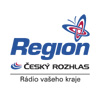 Region
ČESKÝ ROZHLAS
Rádio vašeho kraje